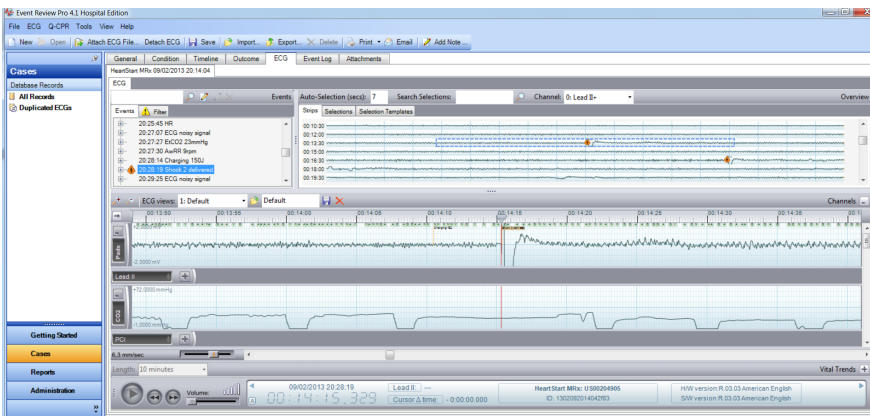 Event Review Pro 4.1 Hospital Edition
File ECG Q-CPR Tools View Help
New Open Attach ECG File... Detach ECG Save Import... Export... Delete Print Email Add Note...
Cases
Database Records
All Records
Duplicated ECGs
Getting Started
Cases
Reports
Administration
General Condition Timeline Outcome ECG Event Log Attachments
HeartStart MRx 09/02/2013 20:14:04
ECG
Events Auto-Selection (secs): 7 Search Selections: Channel: 0: Lead II+ Overview
Events Filter
20:25:45 HR
20:27:07 ECG noisy signal
20:27:27 EtCO2 23mmHg
20:27:30 AwRR 9rpm
20:28:14 Charging 150J
20:28:19 Shock 2 delivered
20:29:25 ECG noisy signal
Strips Selections Selection Templates
00:10:30
00:12:00
00:13:30
00:15:00
00:16:30
00:18:00
00:19:30
ECG views: 1: Default Default Channels
00:13:50 00:13:55 00:14:00 00:14:05 00:14:10 00:14:15 00:14:20 00:14:25 00:14:30 00:14:35
Pads
-2.0000 mV
Lead II
+72.0000 mmHg
CO2
-1.0000 mmHg
PCI
6.3 mm/sec
Length: 10 minutes Vital Trends
Volume:
09/02/2013 20:28:19 Lead II: ---
00:14:15.329 Cursor Δ time: - 0:00:00.000
HeartStart MRx: US00204905
ID: 1302092014042f83
H/W version:R.03.03 American English
S/W version:R.03.03 American English